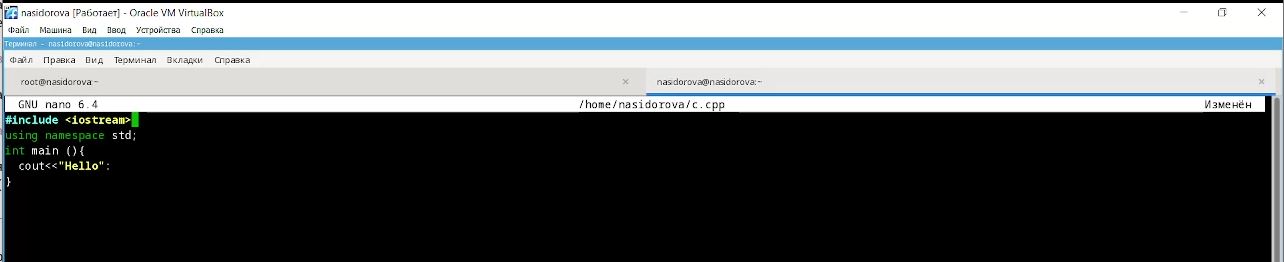 nasidorova [Работает] - Oracle VM VirtualBox
Файл Машина Вид Ввод Устройства Справка
Терминал - nasidorova@nasidorova:~
Файл Правка Вид Терминал Вкладки Справка
root@nasidorova:~ × nasidorova@nasidorova:~ ×
GNU nano 6.4 /home/nasidorova/c.cpp Изменён
#include <iostream>
using namespace std;
int main (){
cout<<"Hello":
}